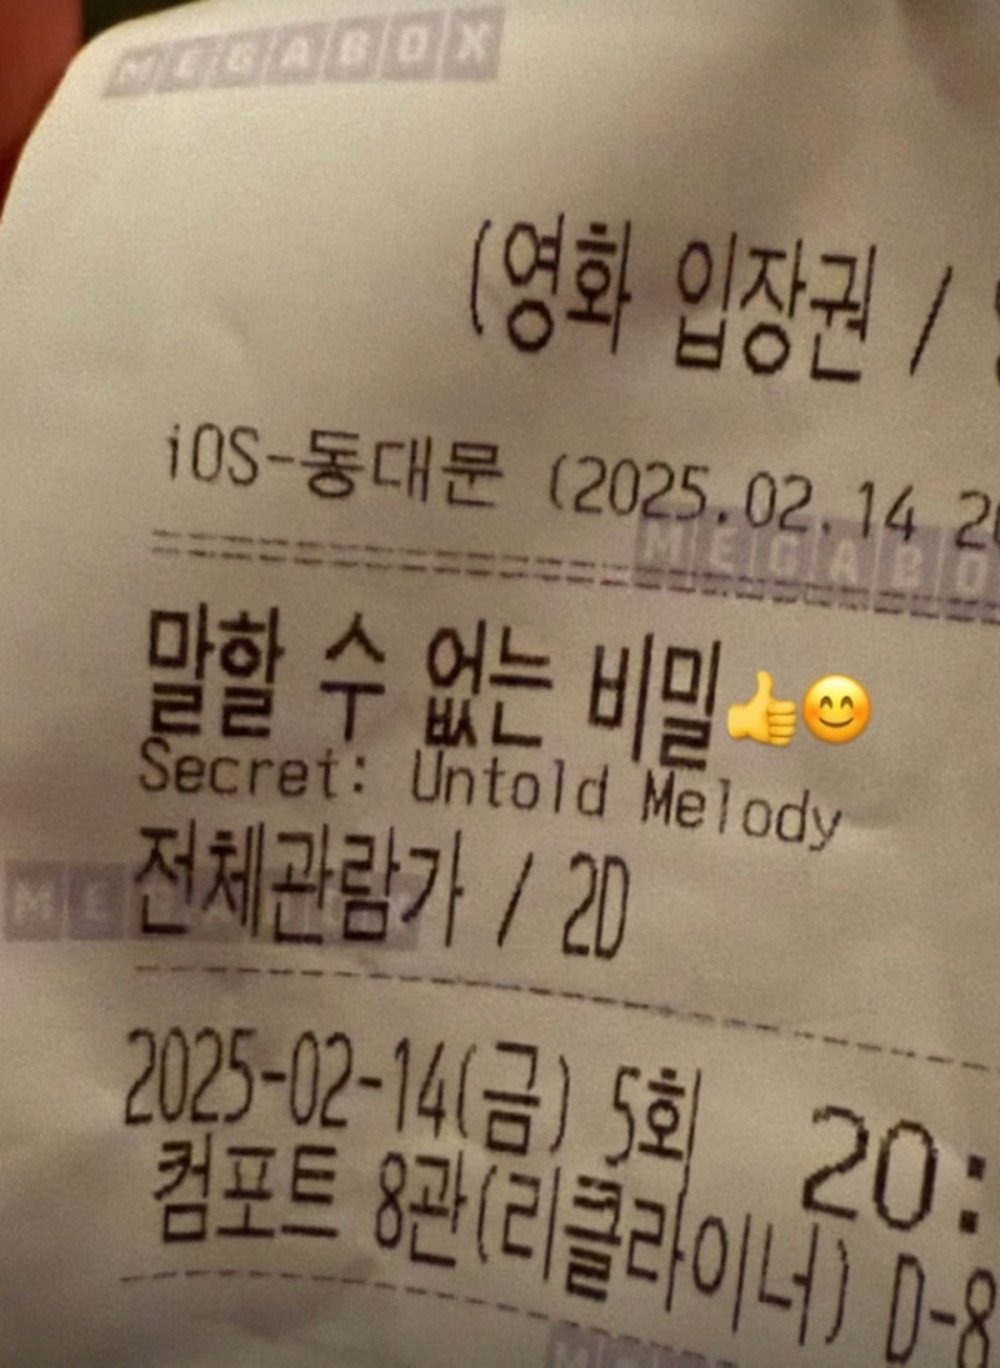 MEGABOX
(영화 입장권 /
iOS-동대문 (2025.02.14 20
MEGABO
말할 수 없는 비밀👍😊
Secret: Untold Melody
전체관람가 / 2D
2025-02-14(금) 5회 20:
컴포트 8관(리클라이너) D-8